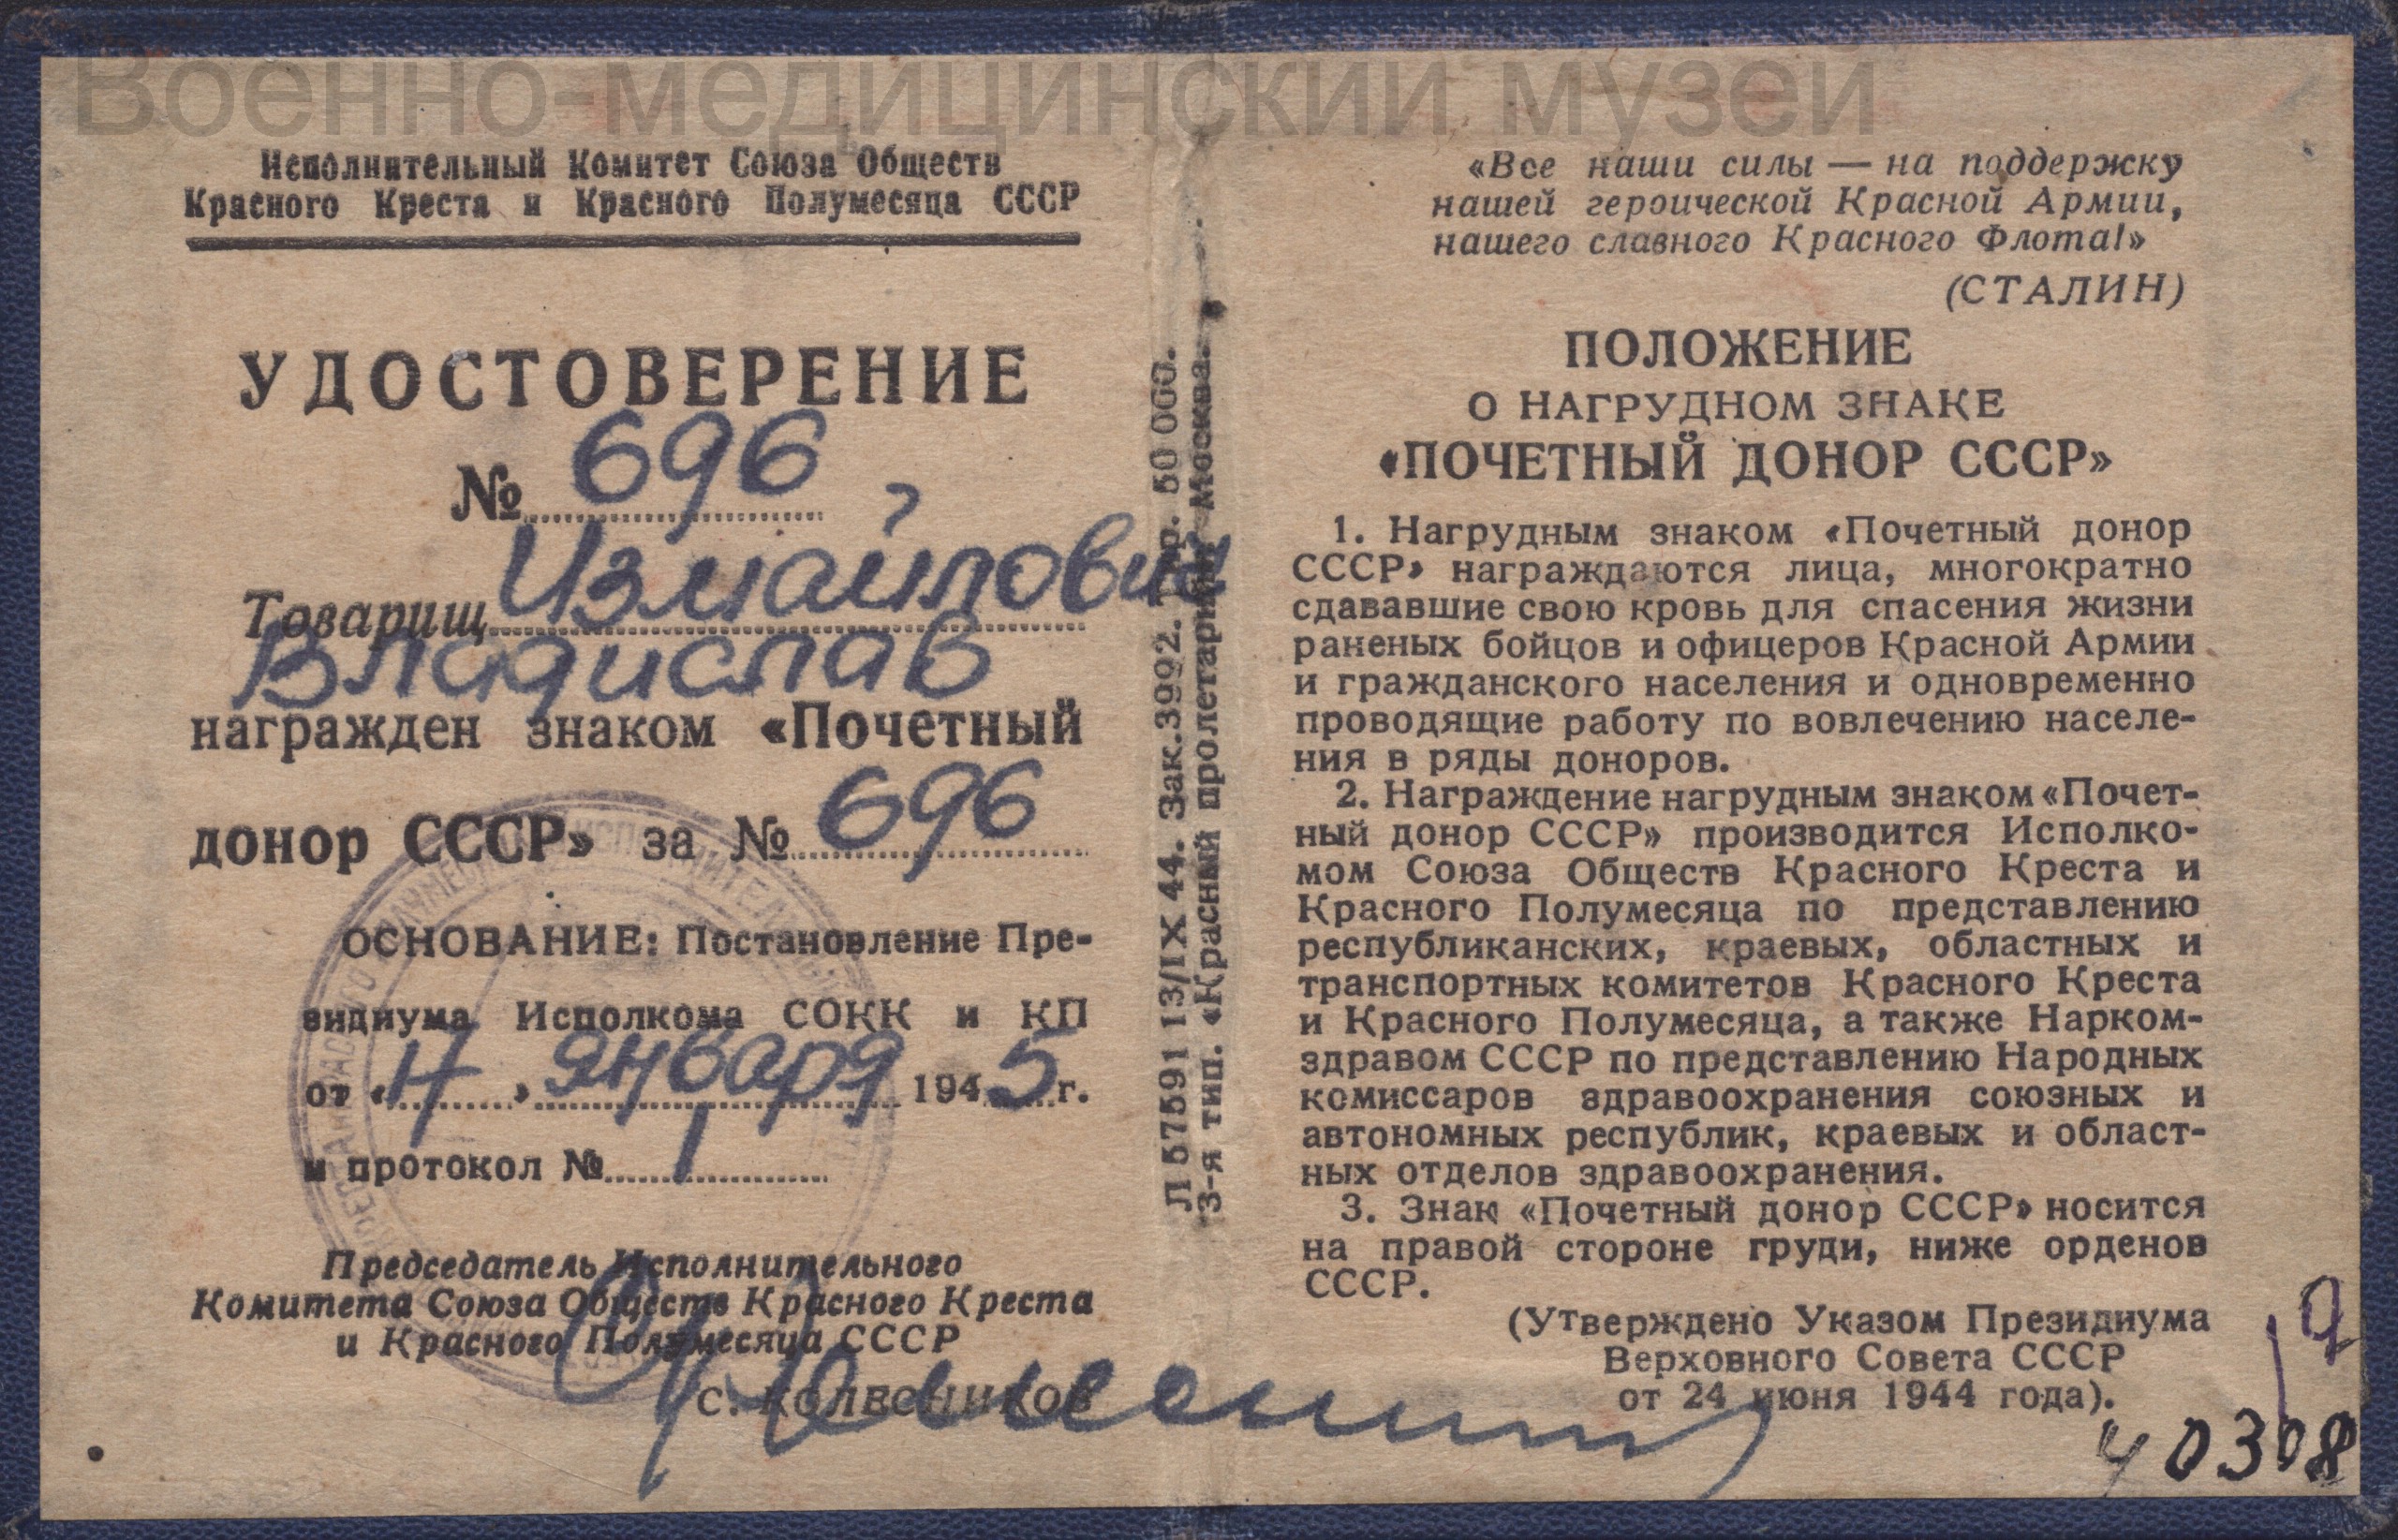 Военно-медицинский музей
Исполнительный Комитет Союза Обществ
Красного Креста и Красного Полумесяца СССР
УДОСТОВЕРЕНИЕ
№ 696
Товарищ Измайлович
Владислав
награжден знаком «Почетный
донор СССР» за № 696
ОСНОВАНИЕ: Постановление Пре-
видиума Исполкома СОКК и КП
от « » января 1945 г.
и протокол № 1
Председатель Исполнительного
Комитета Союза Обществ Красного Креста
и Красного Полумесяца СССР
С. КОЛЕСНИКОВ
Л 57591 13/IX 44. Зак. 3992. Тир. 50 000.
3-я тип. «Красный пролетарий» Москва.
«Все наши силы — на поддержку
нашей героической Красной Армии,
нашего славного Красного Флота!»
(СТАЛИН)
ПОЛОЖЕНИЕ
О НАГРУДНОМ ЗНАКЕ
«ПОЧЕТНЫЙ ДОНОР СССР»
1. Нагрудным знаком «Почетный донор
СССР» награждаются лица, многократно
сдававшие свою кровь для спасения жизни
раненых бойцов и офицеров Красной Армии
и гражданского населения и одновременно
проводящие работу по вовлечению населе-
ния в ряды доноров.
2. Награждение нагрудным знаком «Почет-
ный донор СССР» производится Исполко-
мом Союза Обществ Красного Креста и
Красного Полумесяца по представлению
республиканских, краевых, областных и
транспортных комитетов Красного Креста
и Красного Полумесяца, а также Нарком-
здравом СССР по представлению Народных
комиссаров здравоохранения союзных и
автономных республик, краевых и област-
ных отделов здравоохранения.
3. Знак «Почетный донор СССР» носится
на правой стороне груди, ниже орденов
СССР.
(Утверждено Указом Президиума
Верховного Совета СССР
от 24 июня 1944 года).
40308